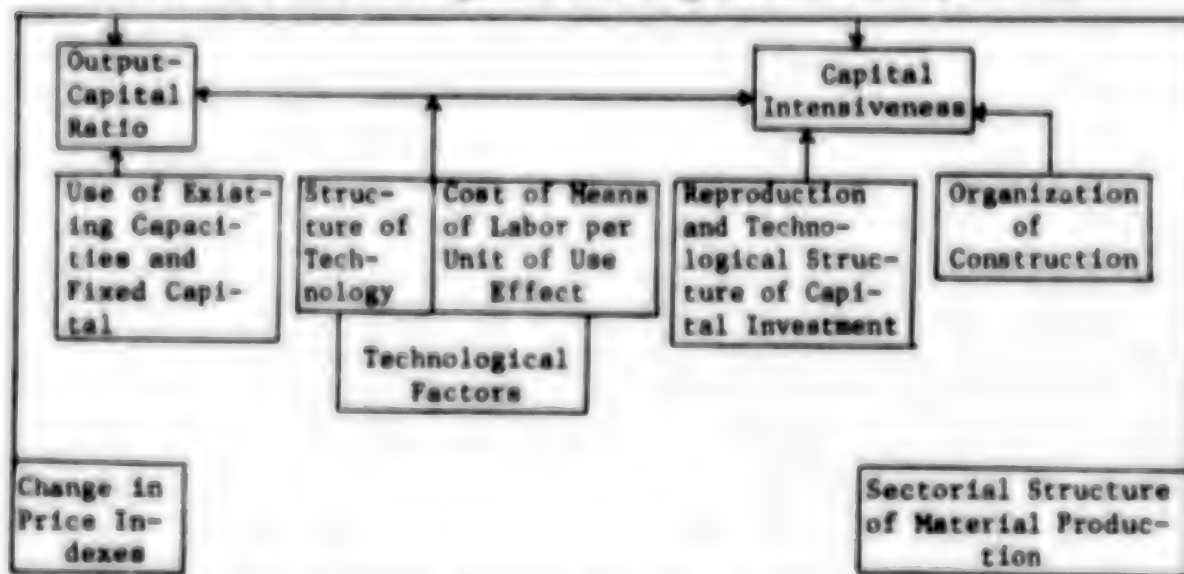 Output-
Capital
Ratio
Capital
Intensiveness
Use of Exist-
ing Capaci-
ties and
Fixed Capi-
tal
Struc-
ture of
Tech-
nology
Cost of Means
of Labor per
Unit of Use
Effect
Reproduction
and Techno-
logical Struc-
ture of Capi-
tal Investment
Organization
of
Construction
Technological
Factors
Change in
Price In-
dexes
Sectorial Structure
of Material Produc-
tion